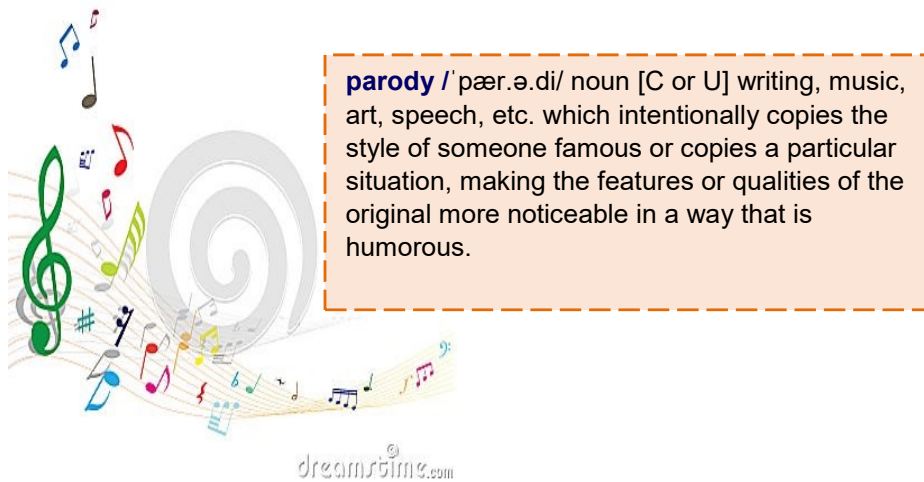 parody /ˈpær.ə.di/ noun [C or U] writing, music,
art, speech, etc. which intentionally copies the
style of someone famous or copies a particular
situation, making the features or qualities of the
original more noticeable in a way that is
humorous.
dreamstime.com